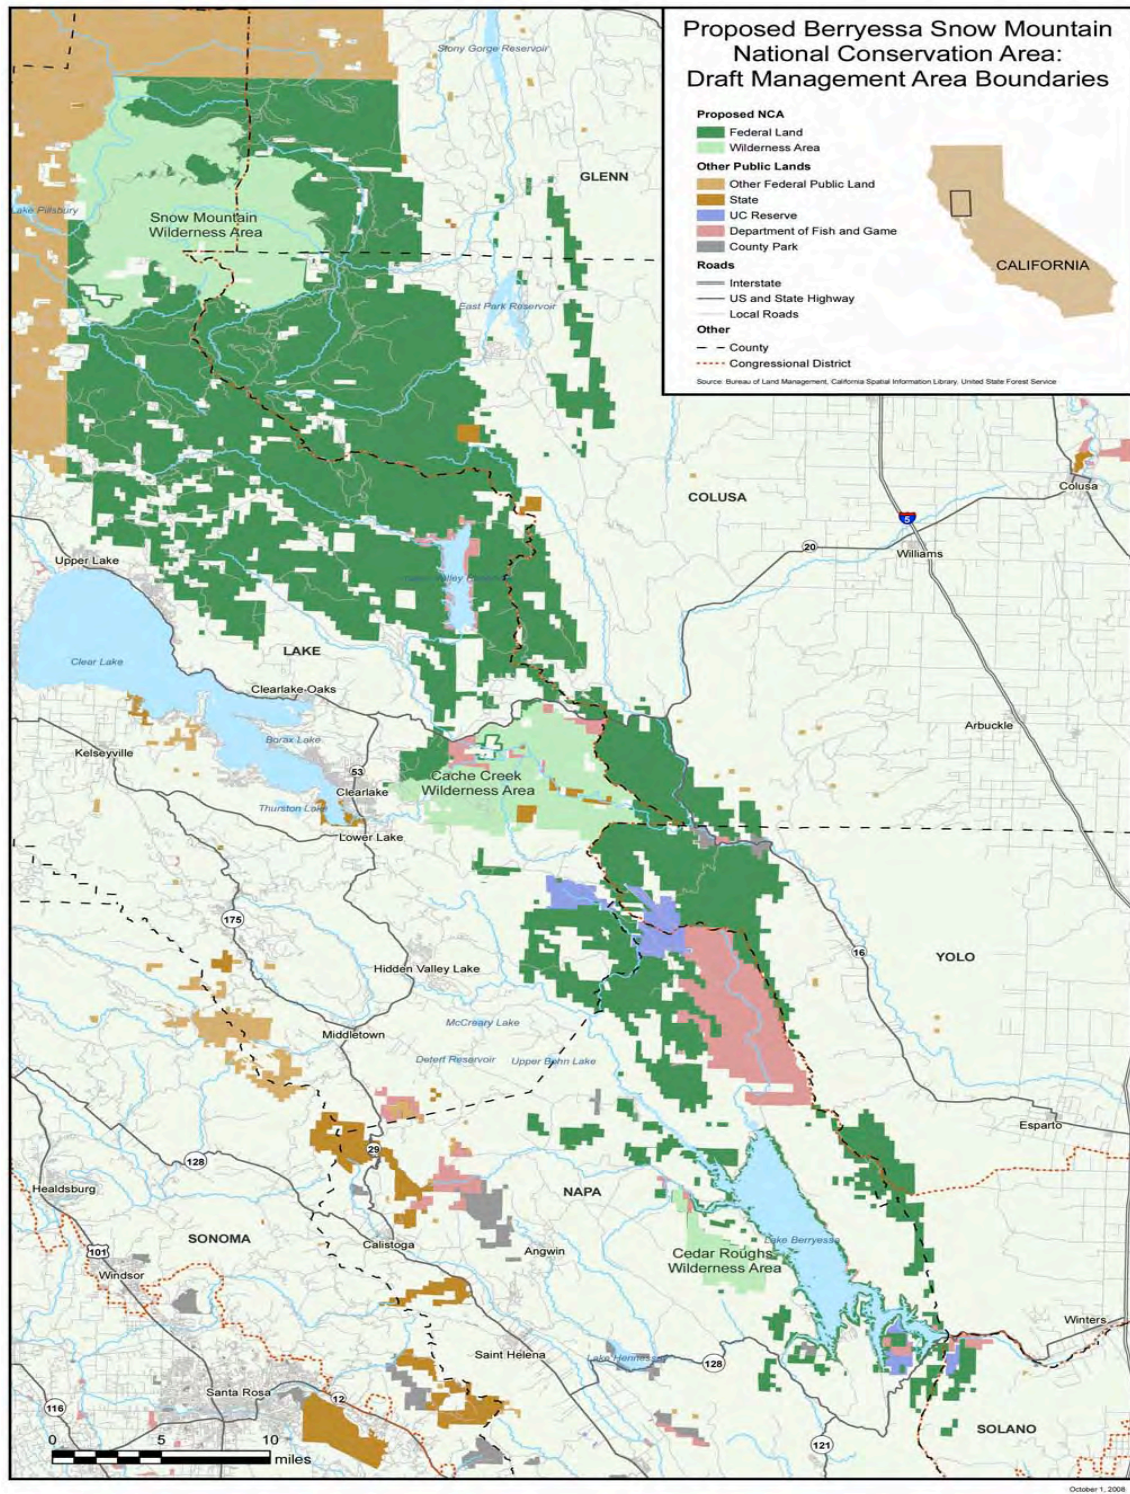 Proposed Berryessa Snow Mountain
National Conservation Area:
Draft Management Area Boundaries
Proposed NCA
Federal Land
Wilderness Area
Other Public Lands
Other Federal Public Land
State
UC Reserve
Department of Fish and Game
County Park
Roads
Interstate
US and State Highway
Local Roads
Other
County
Congressional District
Source: Bureau of Land Management, California Spatial Information Library, United State Forest Service
CALIFORNIA
Stony Gorge Reservoir
GLENN
Lake Pillsbury
Snow Mountain
Wilderness Area
East Park Reservoir
COLUSA
Colusa
5
20
Williams
Upper Lake
Valley
LAKE
Clear Lake
Clearlake-Oaks
Arbuckle
Borax Lake
Kelseyville
53
Cache Creek
Wilderness Area
Clearlake
Thurston Lake
Lower Lake
175
16
YOLO
Hidden Valley Lake
McCreary Lake
Middletown
Detert Reservoir
Upper Bohn Lake
Esparto
29
128
Healdsburg
NAPA
SONOMA
Calistoga
Angwin
Lake Berryessa
Cedar Roughs
Wilderness Area
101
Windsor
Winters
Saint Helena
Lake Hennessey
128
Santa Rosa
12
116
121
SOLANO
0 5 10
miles
October 1, 2008